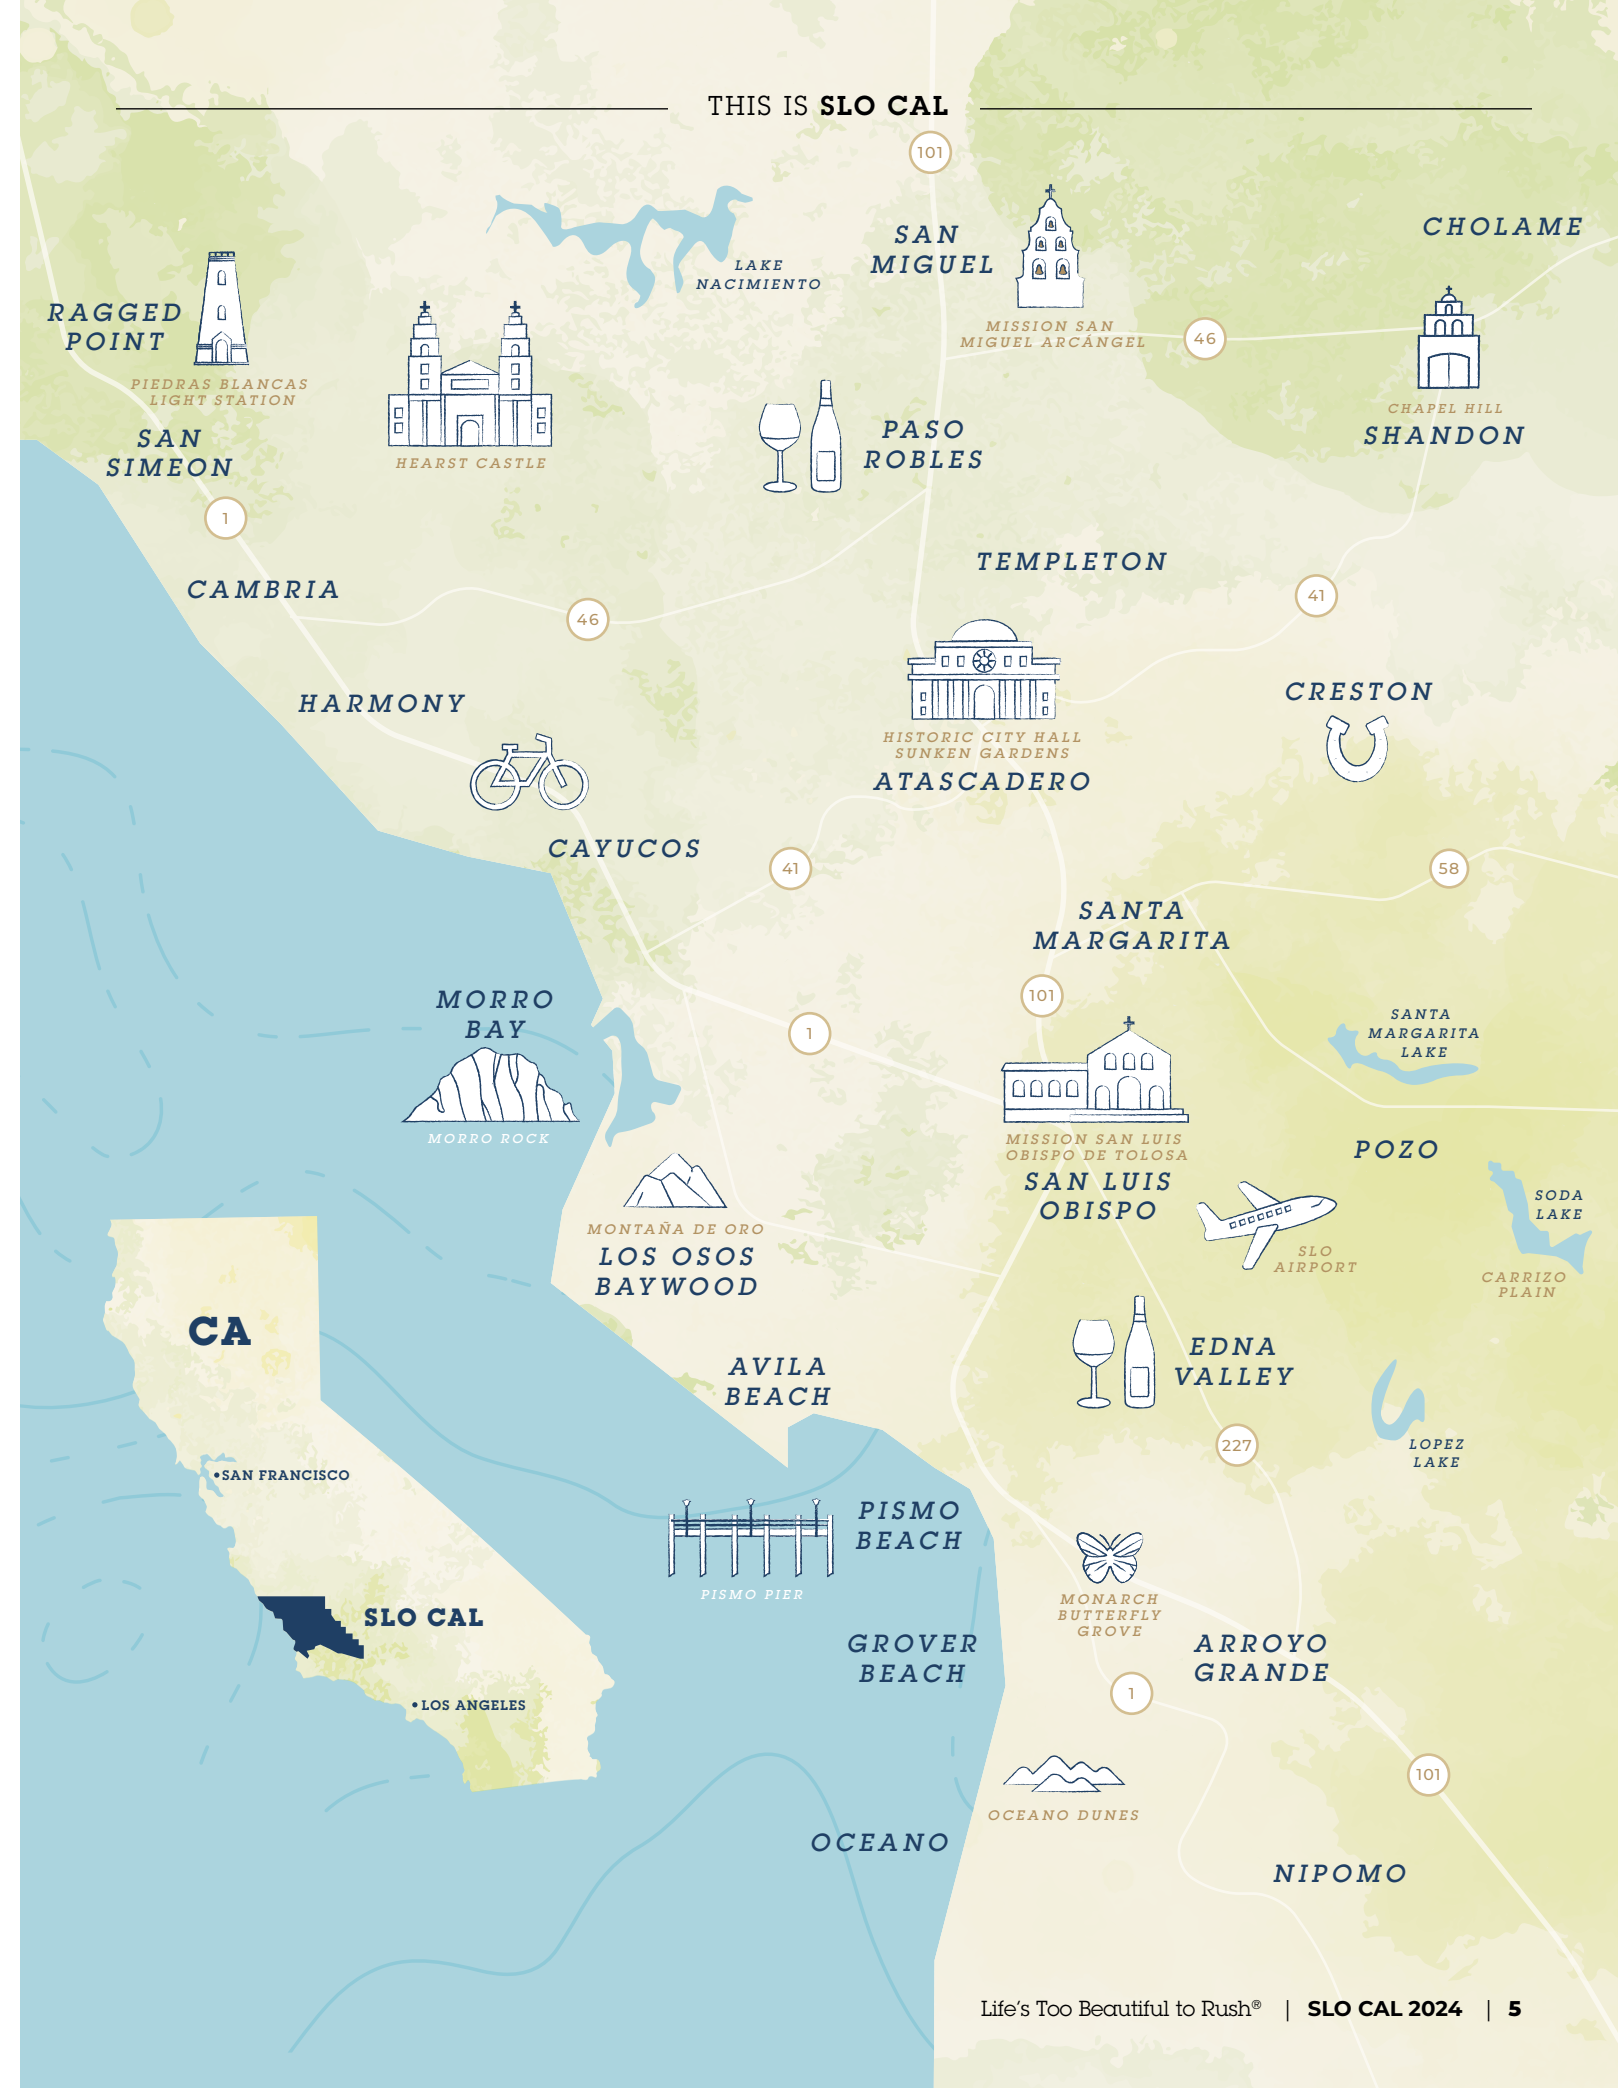 THIS IS SLO CAL
101
SAN
MIGUEL
CHOLAME
LAKE
NACIMIENTO
RAGGED
POINT
MISSION SAN
MIGUEL ARCÁNGEL
46
PIEDRAS BLANCAS
LIGHT STATION
CHAPEL HILL
SHANDON
SAN
SIMEON
HEARST CASTLE
PASO
ROBLES
1
TEMPLETON
CAMBRIA
46
41
HARMONY
CRESTON
HISTORIC CITY HALL
SUNKEN GARDENS
ATASCADERO
CAYUCOS
41
58
SANTA
MARGARITA
MORRO
BAY
101
1
SANTA
MARGARITA
LAKE
MORRO ROCK
MISSION SAN LUIS
OBISPO DE TOLOSA
SAN LUIS
OBISPO
POZO
SODA
LAKE
MONTAÑA DE ORO
LOS OSOS
BAYWOOD
SLO
AIRPORT
CARRIZO
PLAIN
CA
EDNA
VALLEY
AVILA
BEACH
227
LOPEZ
LAKE
SAN FRANCISCO
PISMO
BEACH
PISMO PIER
MONARCH
BUTTERFLY
GROVE
SLO CAL
GROVER
BEACH
ARROYO
GRANDE
1
LOS ANGELES
101
OCEANO DUNES
OCEANO
NIPOMO
Life's Too Beautiful to Rush® | SLO CAL 2024 | 5